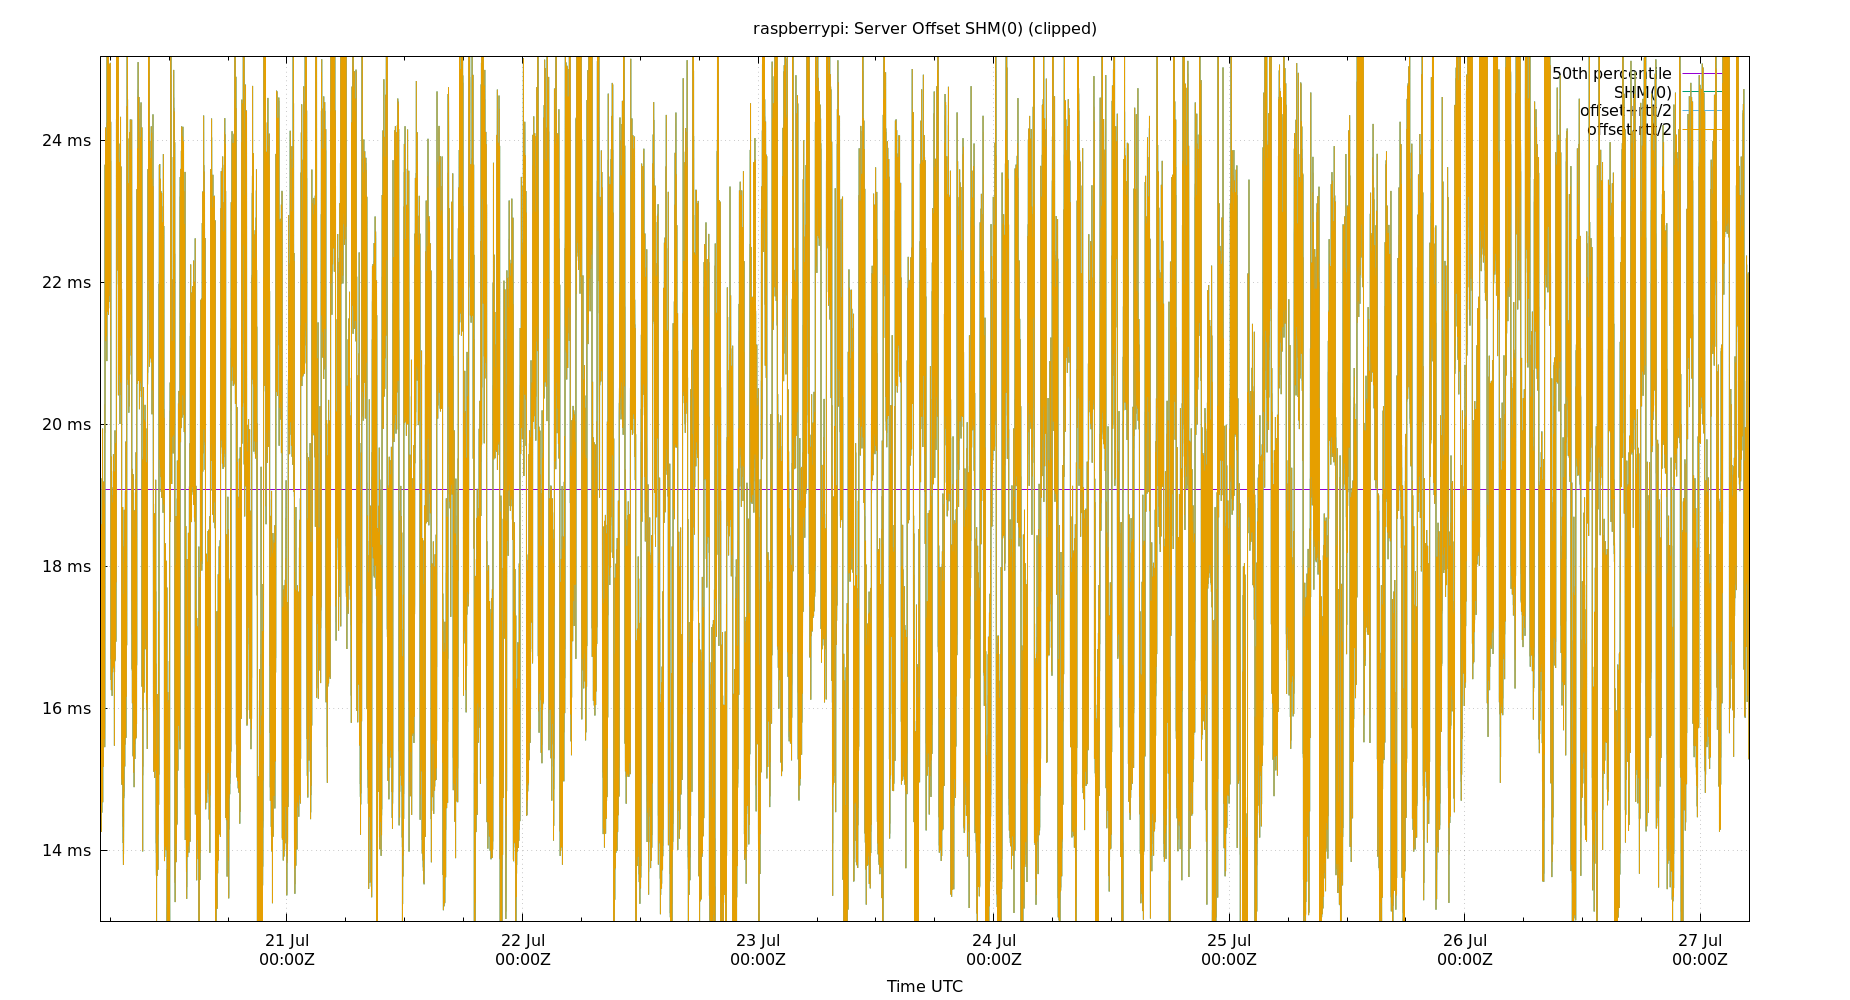 raspberrypi: Server Offset SHM(0) (clipped)
50th percentile
SHM(0)
offset+rtt/2
offset-rtt/2
24 ms
22 ms
20 ms
18 ms
16 ms
14 ms
21 Jul 22 Jul 23 Jul 24 Jul 25 Jul 26 Jul 27 Jul
00:00Z 00:00Z 00:00Z 00:00Z 00:00Z 00:00Z 00:00Z
Time UTC